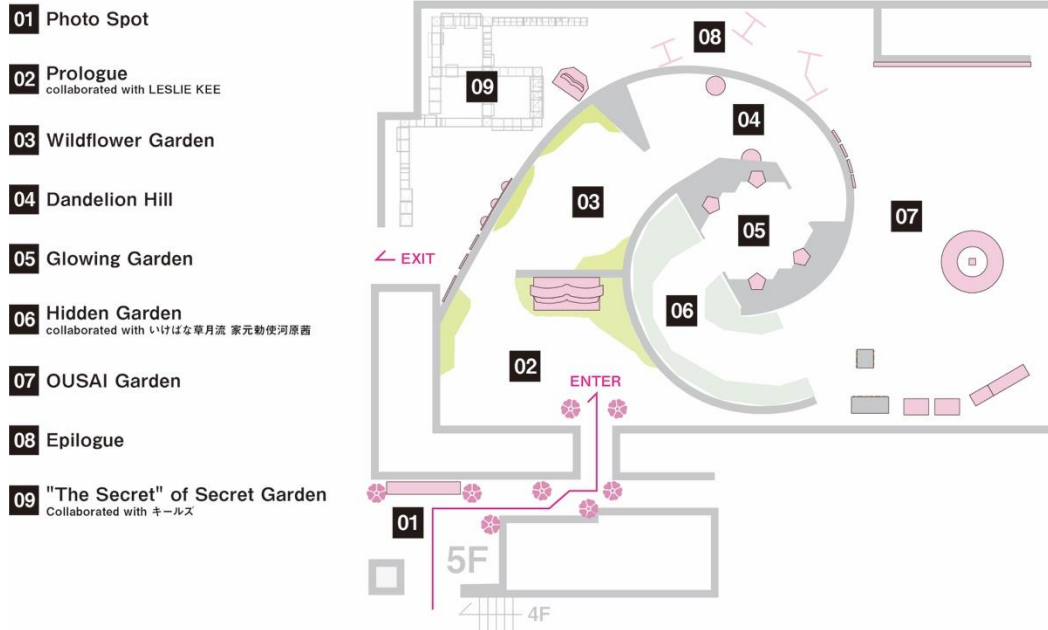 01 Photo Spot
02 Prologue
collaborated with LESLIE KEE
03 Wildflower Garden
04 Dandelion Hill
05 Glowing Garden
06 Hidden Garden
collaborated with いけばな草月流 家元勅使河原茜
07 OUSAI Garden
08 Epilogue
09 "The Secret" of Secret Garden
Collaborated with キールズ
08
09
04
03
07
05
EXIT
06
02
ENTER
01
5F
4F